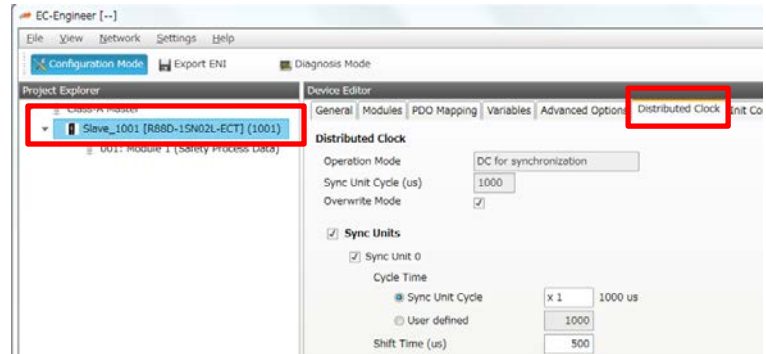 EC-Engineer [--]
File View Network Settings Help
Configuration Mode Export ENI Diagnosis Mode
Project Explorer
Class-A Master
Slave_1001 [R88D-1SN02L-ECT] (1001)
001: Module 1 (Safety Process Data)
Device Editor
General Modules PDO Mapping Variables Advanced Options Distributed Clock Init Co
Distributed Clock
Operation Mode DC for synchronization
Sync Unit Cycle (us) 1000
Overwrite Mode
Sync Units
Sync Unit 0
Cycle Time
Sync Unit Cycle x 1 1000 us
User defined 1000
Shift Time (us) 500